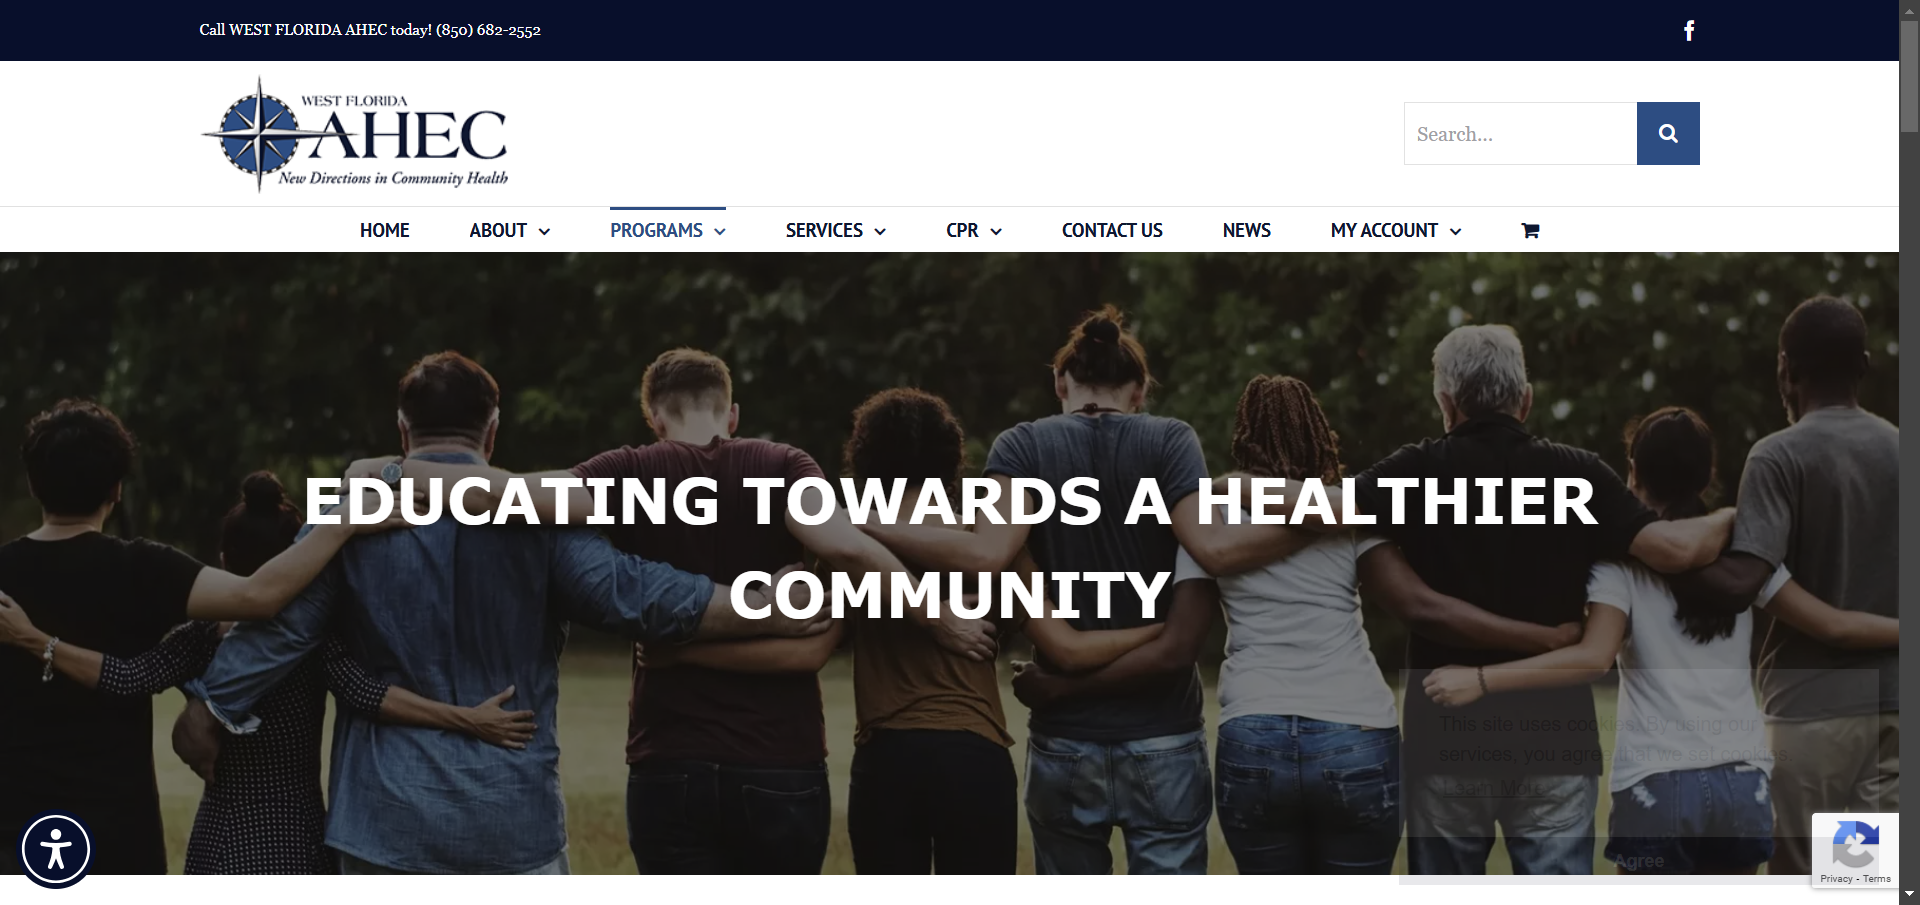 Call WEST FLORIDA AHEC today! (850) 682-2552
WEST FLORIDA
AHEC
New Directions in Community Health
Search...
HOME ABOUT PROGRAMS SERVICES CPR CONTACT US NEWS MY ACCOUNT
EDUCATING TOWARDS A HEALTHIER
COMMUNITY
This site uses cookies. By using our
services, you agree that we set cookies.
Learn More
Agree
Privacy - Terms